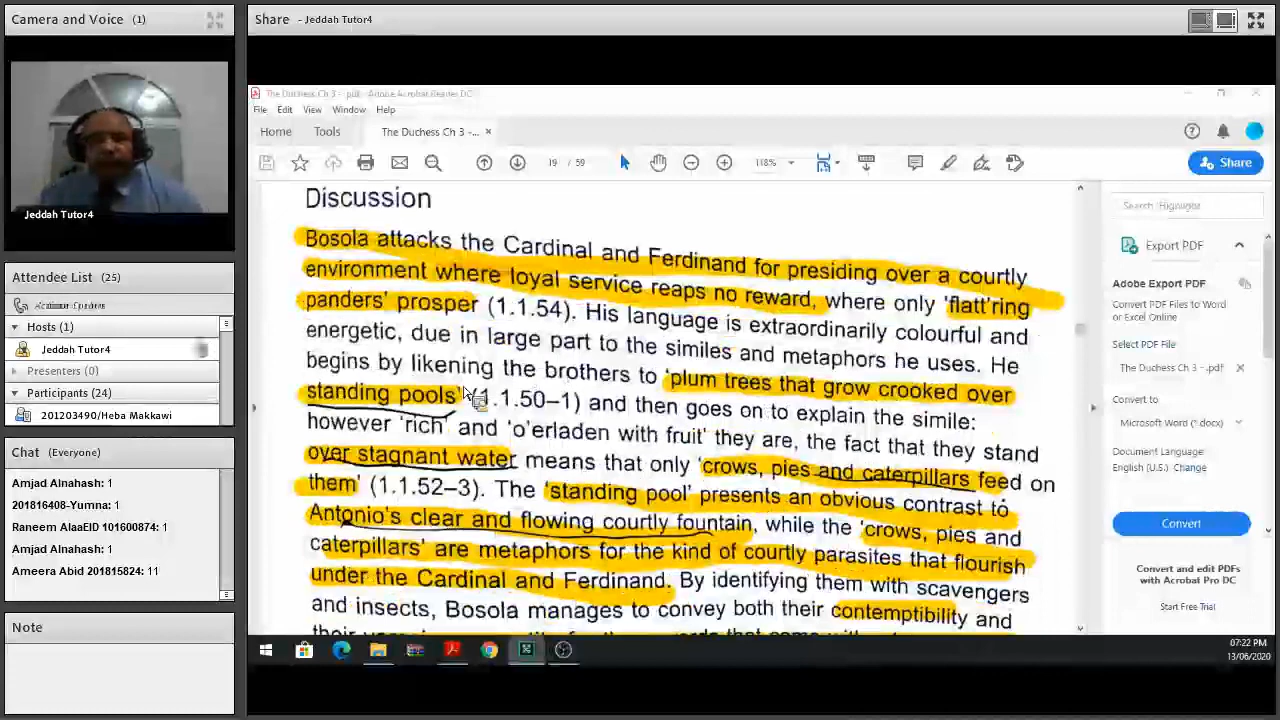 Camera and Voice (1)
Jeddah Tutor4
Attendee List (25)
Active Speakers
Hosts (1)
Jeddah Tutor4
Presenters (0)
Participants (24)
201203490/Heba Makkawi
Chat (Everyone)
Amjad Alnahash: 1
201816408-Yumna: 1
Raneem AlaaEID 101600874: 1
Amjad Alnahash: 1
Ameera Abid 201815824: 11
Note
Share - Jeddah Tutor4
The Duchess Ch 3 -.pdf - Adobe Acrobat Reader DC
File Edit View Window Help
Home Tools The Duchess Ch 3 -... ×
19 / 59 118% Share
Discussion
Bosola attacks the Cardinal and Ferdinand for presiding over a courtly
environment where loyal service reaps no reward, where only ‘flatt’ring
panders’ prosper (1.1.54). His language is extraordinarily colourful and
energetic, due in large part to the similes and metaphors he uses. He
begins by likening the brothers to ‘plum trees that grow crooked over
standing pools’ (1.1.50–1) and then goes on to explain the simile:
however ‘rich’ and ‘o’erladen with fruit’ they are, the fact that they stand
over stagnant water means that only ‘crows, pies and caterpillars feed on
them’ (1.1.52–3). The ‘standing pool’ presents an obvious contrast to
Antonio’s clear and flowing courtly fountain, while the ‘crows, pies and
caterpillars’ are metaphors for the kind of courtly parasites that flourish
under the Cardinal and Ferdinand. By identifying them with scavengers
and insects, Bosola manages to convey both their contemptibility and
Export PDF
Adobe Export PDF
Convert PDF Files to Word
or Excel Online
Select PDF File
The Duchess Ch 3 -.pdf ×
Convert to
Microsoft Word (*.docx)
Document Language:
English (U.S.) Change
Convert
Convert and edit PDFs
with Acrobat Pro DC
Start Free Trial
07:22 PM
13/06/2020